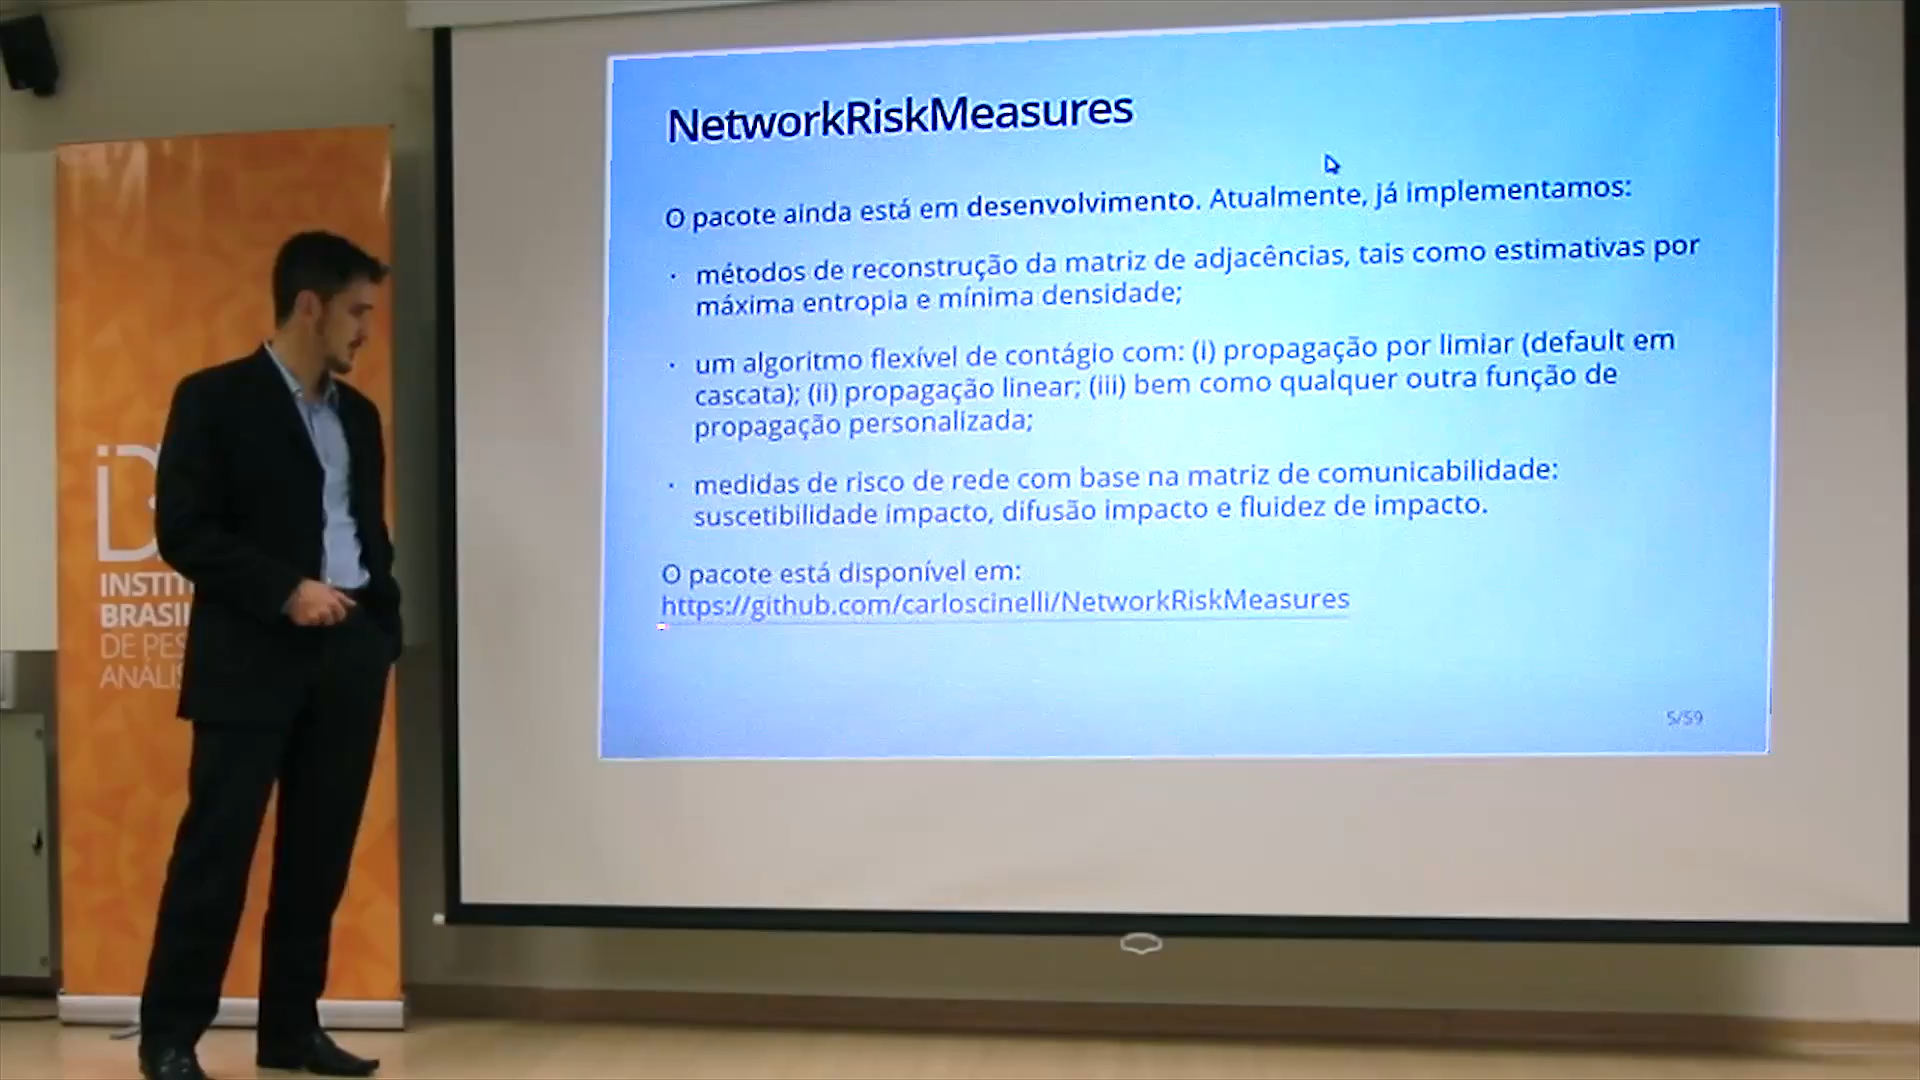 NetworkRiskMeasures
O pacote ainda está em desenvolvimento. Atualmente, já implementamos:
· métodos de reconstrução da matriz de adjacências, tais como estimativas por
máxima entropia e mínima densidade;
· um algoritmo flexível de contágio com: (i) propagação por limiar (default em
cascata); (ii) propagação linear; (iii) bem como qualquer outra função de
propagação personalizada;
· medidas de risco de rede com base na matriz de comunicabilidade:
suscetibilidade impacto, difusão impacto e fluidez de impacto.
O pacote está disponível em:
https://github.com/carloscinelli/NetworkRiskMeasures
5/59
DE